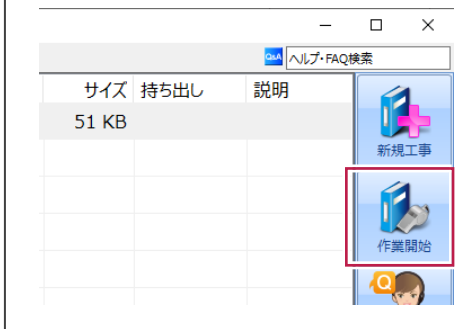 Q&A ヘルプ・FAQ検索
サイズ 持ち出し 説明
51 KB
新規工事
作業開始
Q